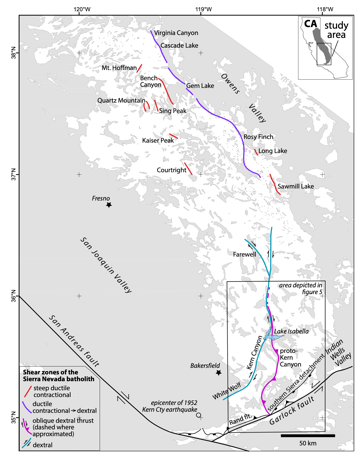 120°W
119°W
118°W
CA
study
area
38°N
Virginia Canyon
Cascade Lake
Mt. Hoffman
Bench
Canyon
Gem Lake
Owens
Valley
Quartz Mountain
Sing Peak
Kaiser Peak
Rosy Finch
Long Lake
37°N
Courtright
Sawmill Lake
Fresno
San Joaquin Valley
Farewell
area depicted in
figure 5
36°N
San Andreas fault
Lake Isabella
Kern Canyon
proto-
Kern
Canyon
Bakersfield
White Wolf
Indian
Wells
Valley
southern Sierra detachment
epicenter of 1952
Kern Cty earthquake
Rand flt.
Garlock fault
35°N
50 km
Shear zones of the
Sierra Nevada batholith
steep ductile
contractional
ductile
contractional → dextral
oblique dextral thrust
(dashed where
approximated)
dextral